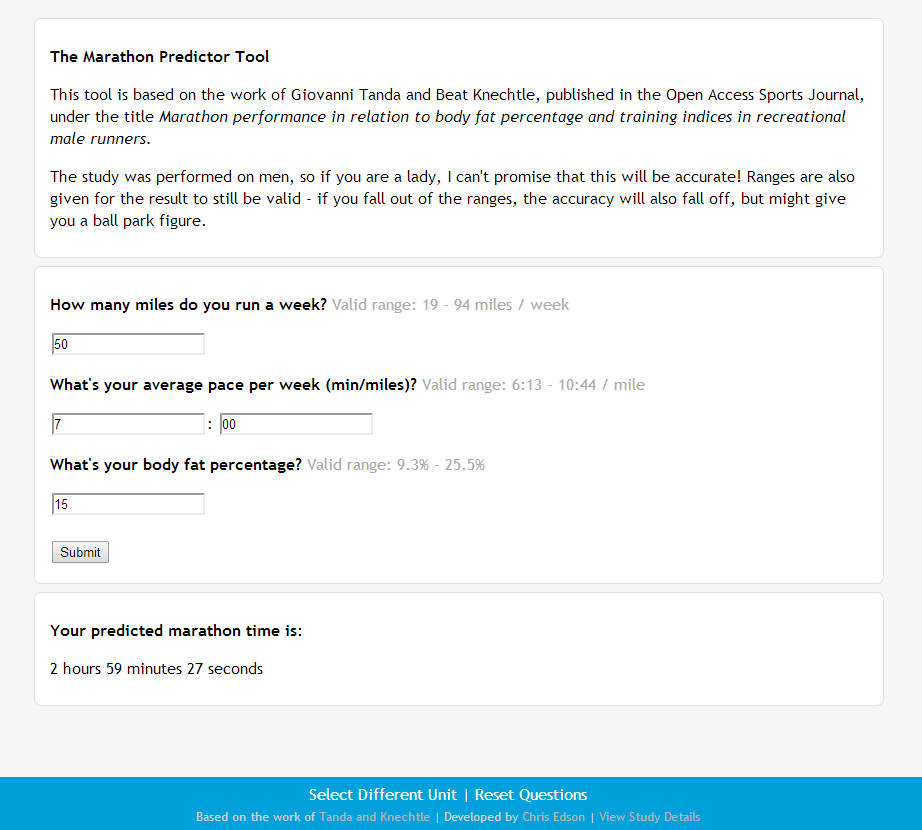 The Marathon Predictor Tool
This tool is based on the work of Giovanni Tanda and Beat Knechtle, published in the Open Access Sports Journal,
under the title Marathon performance in relation to body fat percentage and training indices in recreational
male runners.
The study was performed on men, so if you are a lady, I can't promise that this will be accurate! Ranges are also
given for the result to still be valid - if you fall out of the ranges, the accuracy will also fall off, but might give
you a ball park figure.
How many miles do you run a week? Valid range: 19 - 94 miles / week
50
What's your average pace per week (min/miles)? Valid range: 6:13 - 10:44 / mile
7 : 00
What's your body fat percentage? Valid range: 9.3% - 25.5%
15
Submit
Your predicted marathon time is:
2 hours 59 minutes 27 seconds
Select Different Unit | Reset Questions
Based on the work of Tanda and Knechtle | Developed by Chris Edson | View Study Details